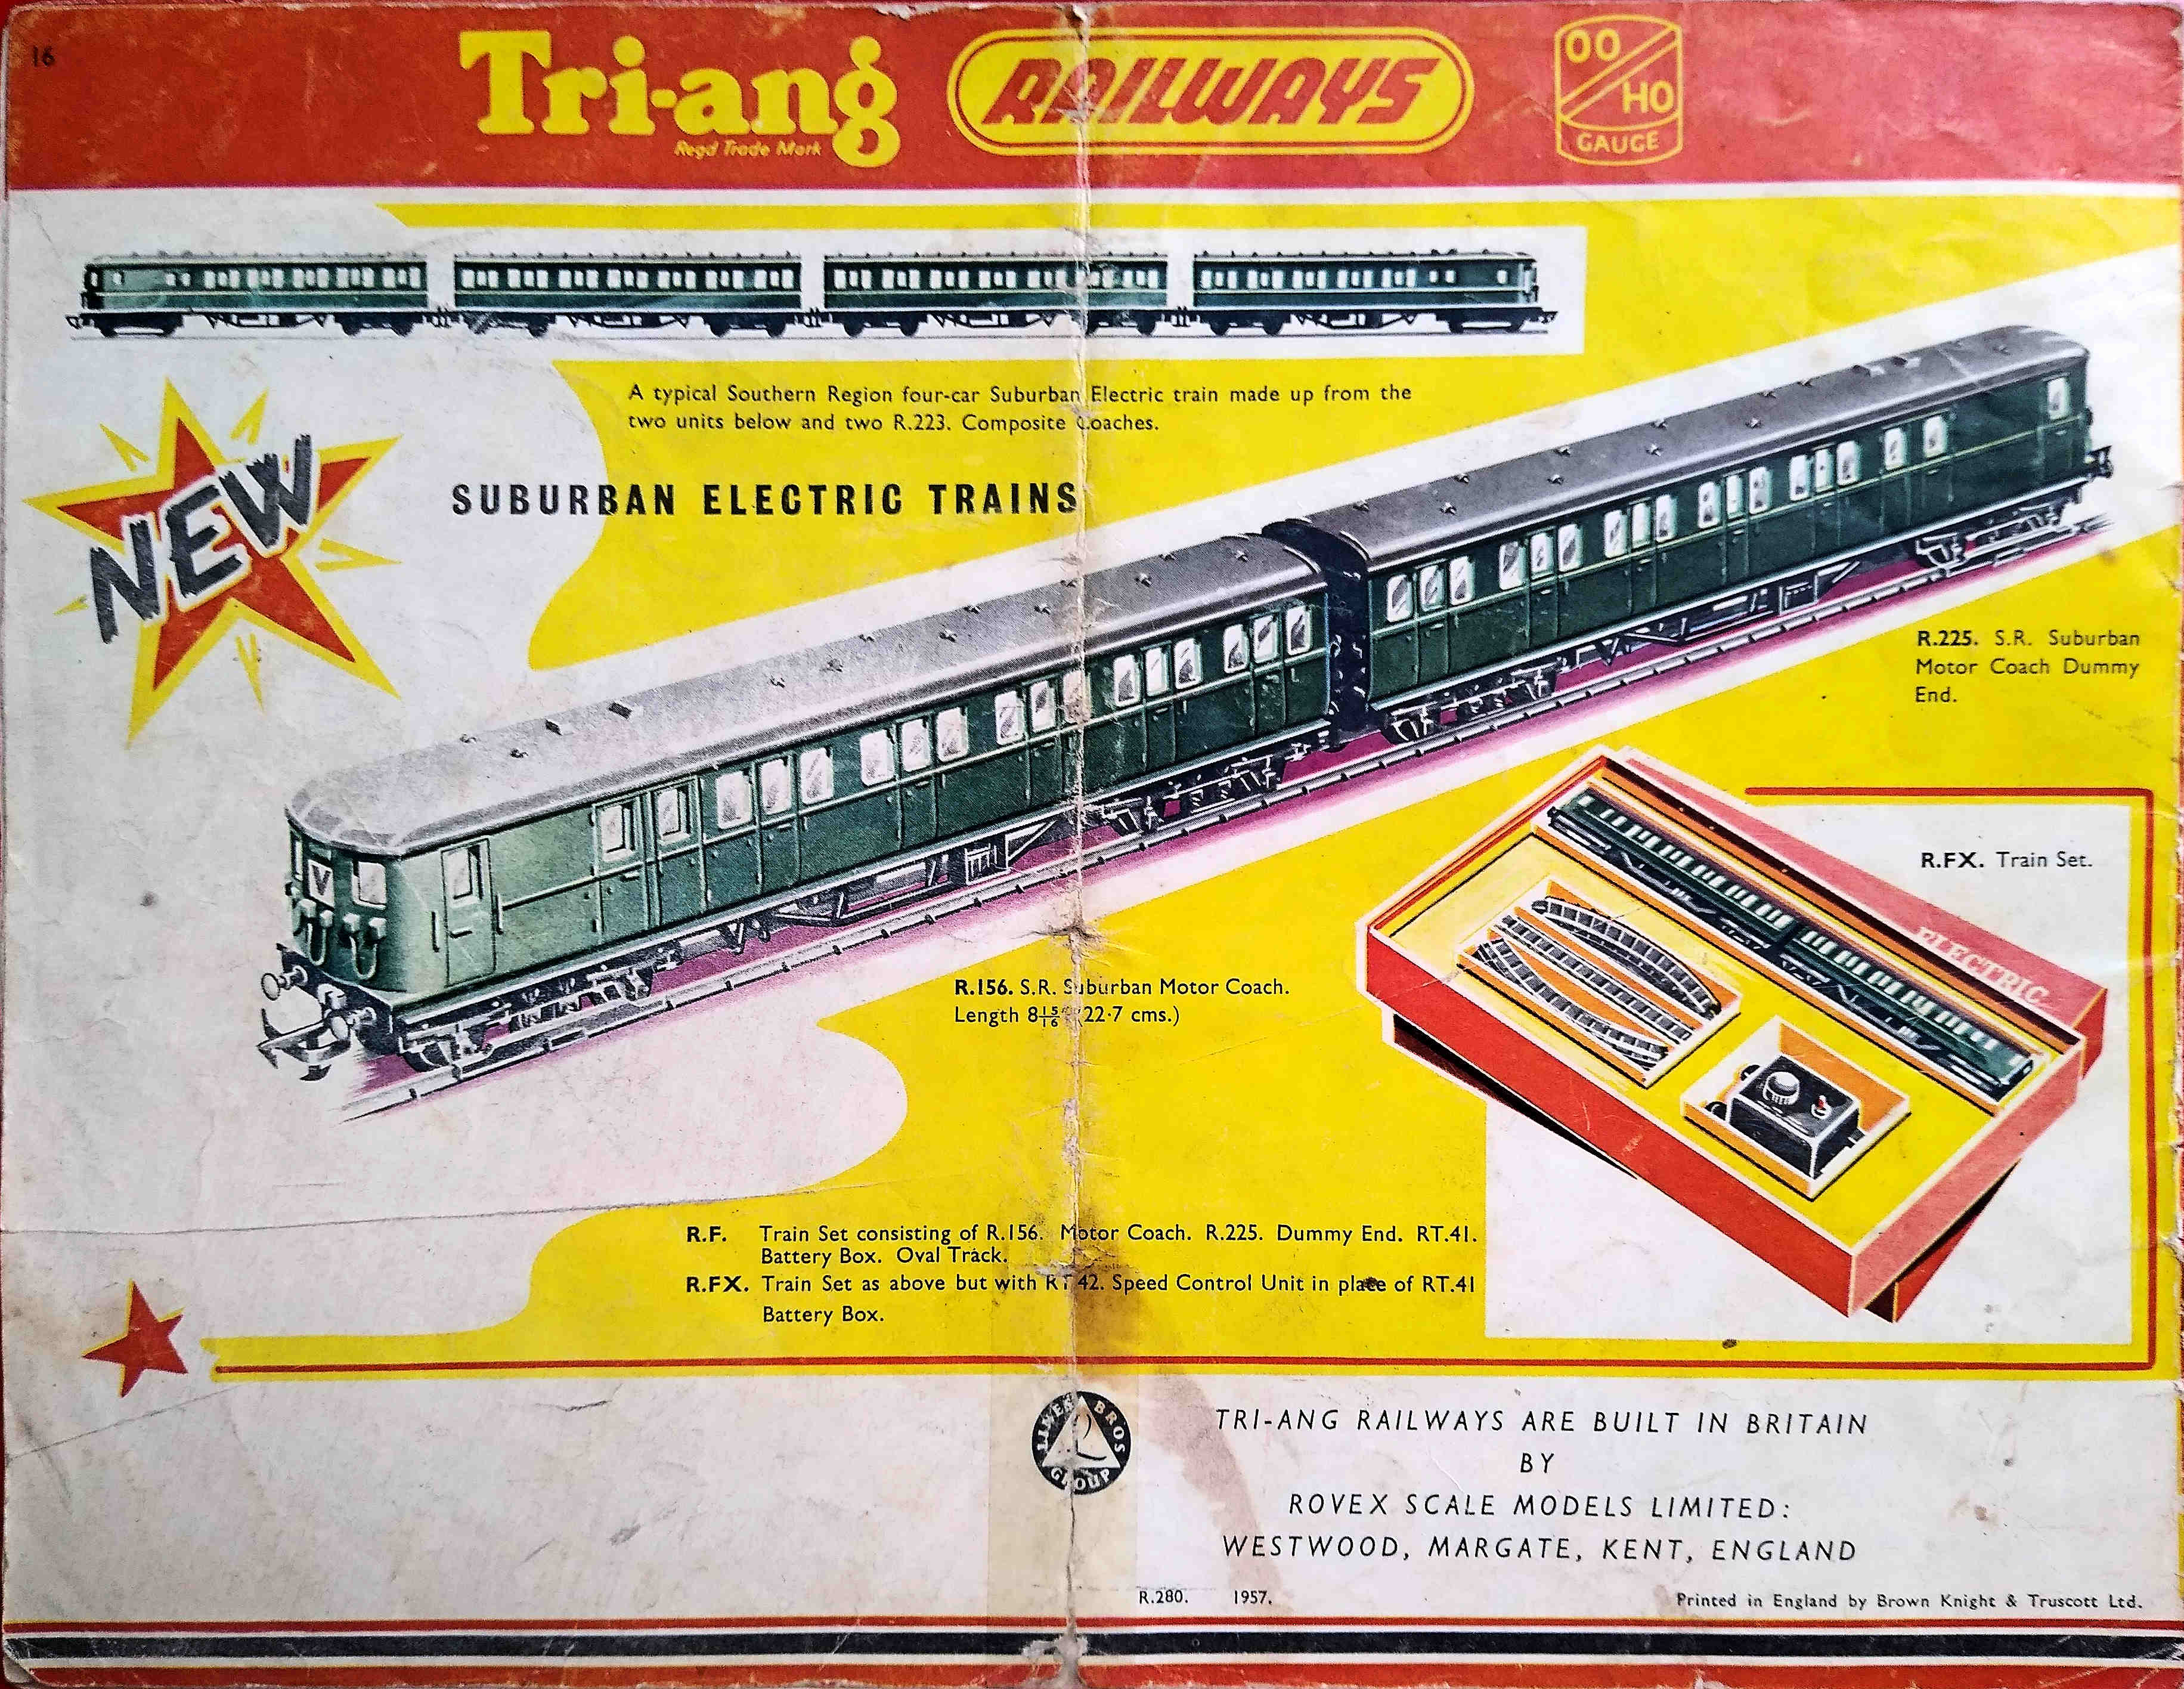 16
Tri-ang RAILWAYS
Regd Trade Mark
OO
HO
GAUGE
A typical Southern Region four-car Suburban Electric train made up from the
two units below and two R.223. Composite Coaches.
NEW
SUBURBAN ELECTRIC TRAINS
R.225. S.R. Suburban
Motor Coach Dummy
End.
V
R.FX. Train Set.
ELECTRIC
R.156. S.R. Suburban Motor Coach.
Length 8 15/16" (22·7 cms.)
R.F. Train Set consisting of R.156. Motor Coach. R.225. Dummy End. RT.41.
Battery Box. Oval Track.
R.FX. Train Set as above but with RT 42. Speed Control Unit in place of RT.41
Battery Box.
LINES BROS
GROUP
TRI-ANG RAILWAYS ARE BUILT IN BRITAIN
BY
ROVEX SCALE MODELS LIMITED:
WESTWOOD, MARGATE, KENT, ENGLAND
R.280. 1957.
Printed in England by Brown Knight & Truscott Ltd.